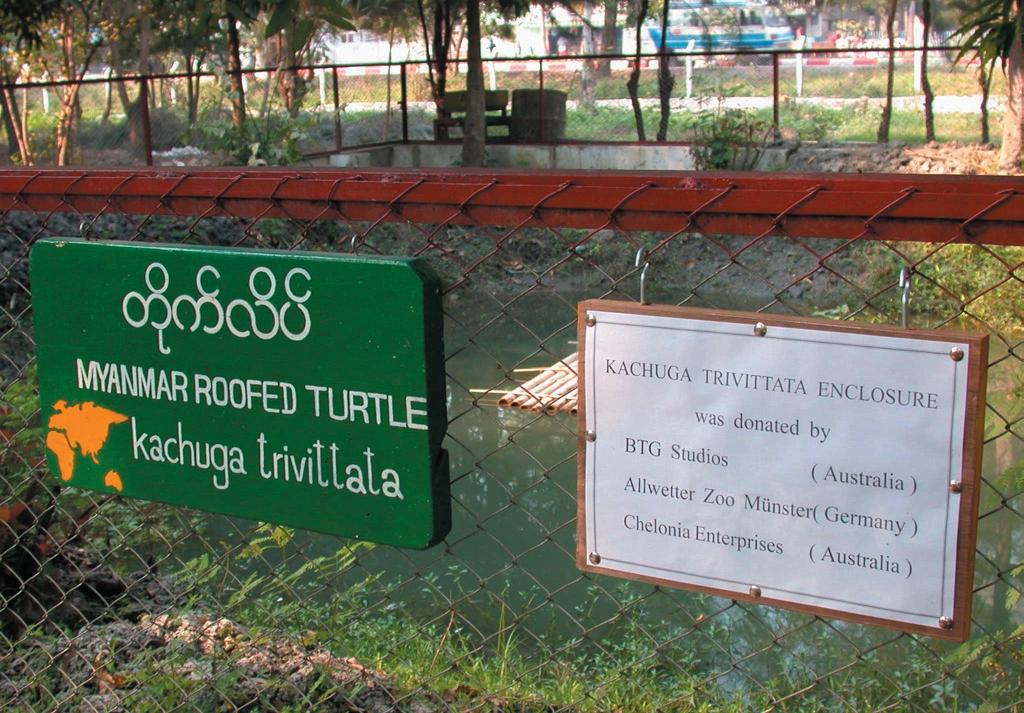 တိုက်လိပ်
MYANMAR ROOFED TURTLE
kachuga trivittata
KACHUGA TRIVITTATA ENCLOSURE
was donated by
BTG Studios ( Australia )
Allwetter Zoo Münster( Germany )
Chelonia Enterprises ( Australia )